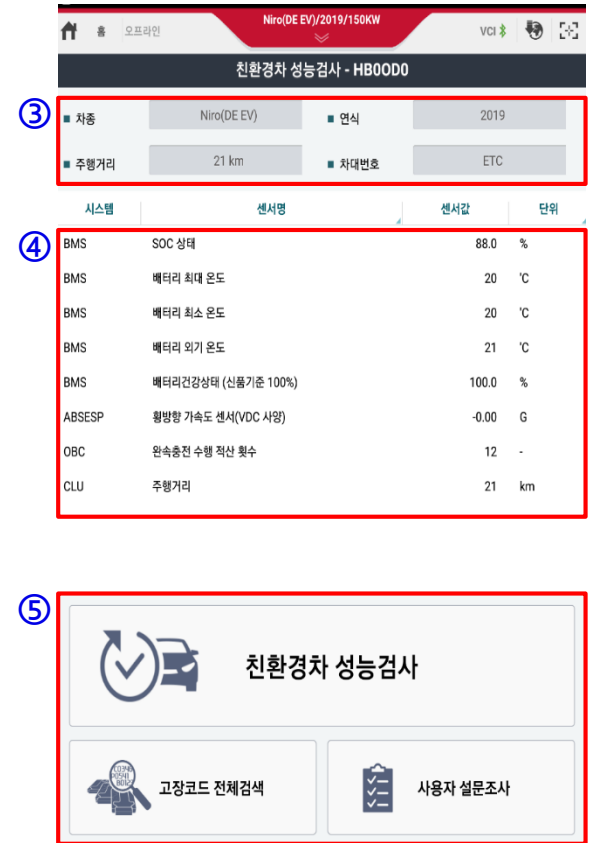 홈 오프라인 Niro(DE EV)/2019/150KW VCI
친환경차 성능검사 - HB0OD0
③
차종 Niro(DE EV) 연식 2019
주행거리 21 km 차대번호 ETC
시스템 센서명 센서값 단위
④
BMS SOC 상태 88.0 %
BMS 배터리 최대 온도 20 'C
BMS 배터리 최소 온도 20 'C
BMS 배터리 외기 온도 21 'C
BMS 배터리건강상태 (신품기준 100%) 100.0 %
ABSESP 횡방향 가속도 센서(VDC 사양) -0.00 G
OBC 완속충전 수행 적산 횟수 12 -
CLU 주행거리 21 km
⑤
친환경차 성능검사
고장코드 전체검색 사용자 설문조사